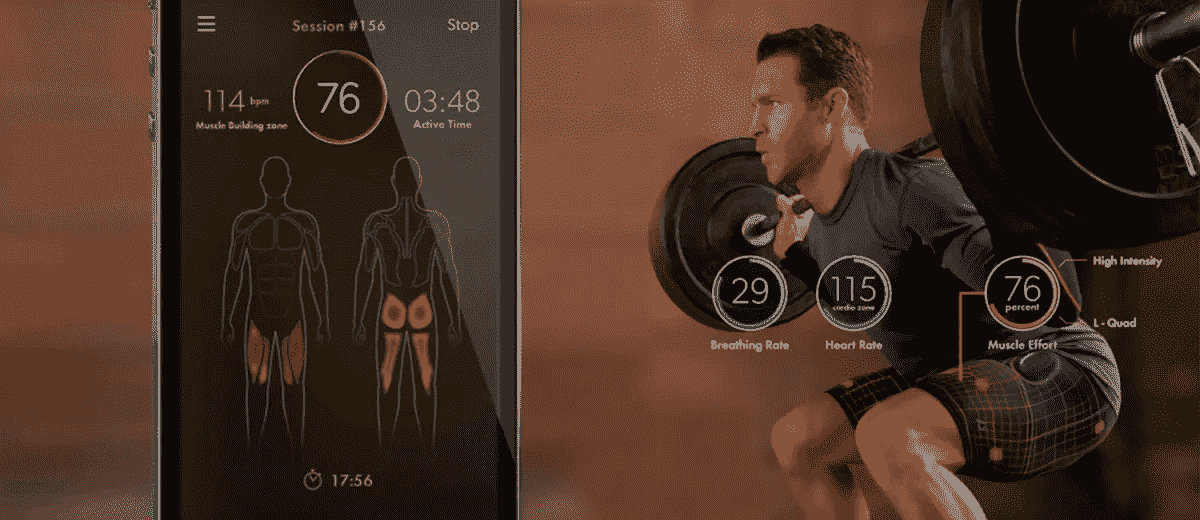 Session #156
Stop
114 bpm
Muscle Building zone
76
03:48
Active Time
17:56
29
Breathing Rate
115
cardio zone
Heart Rate
76
percent
Muscle Effort
High Intensity
L - Quad